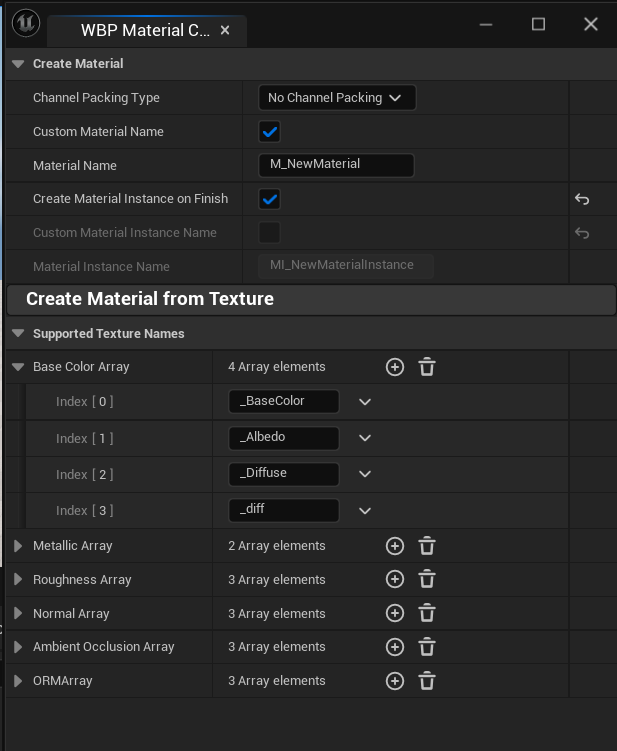 WBP Material C...
Create Material
Channel Packing Type No Channel Packing
Custom Material Name
Material Name M_NewMaterial
Create Material Instance on Finish
Custom Material Instance Name
Material Instance Name MI_NewMaterialInstance
Create Material from Texture
Supported Texture Names
Base Color Array 4 Array elements
Index [ 0 ] _BaseColor
Index [ 1 ] _Albedo
Index [ 2 ] _Diffuse
Index [ 3 ] _diff
Metallic Array 2 Array elements
Roughness Array 3 Array elements
Normal Array 3 Array elements
Ambient Occlusion Array 3 Array elements
ORMArray 3 Array elements